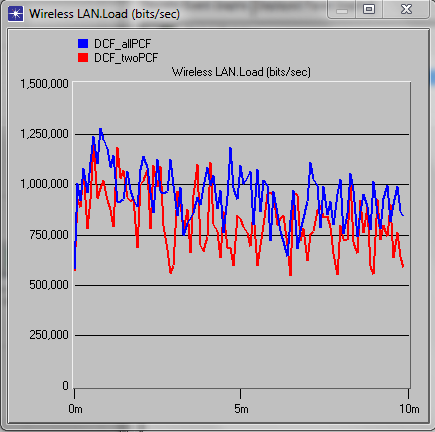 Wireless LAN.Load (bits/sec)
DCF_allPCF
DCF_twoPCF
Wireless LAN.Load (bits/sec)
1,500,000
1,250,000
1,000,000
750,000
500,000
250,000
0
0m 5m 10m